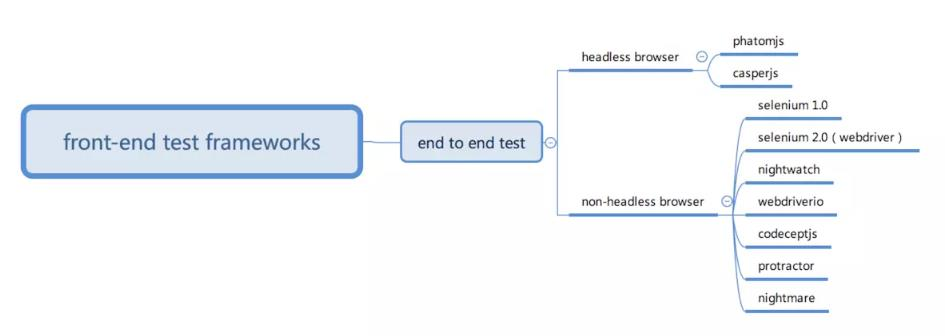 front-end test frameworks
end to end test
headless browser
phatomjs
casperjs
non-headless browser
selenium 1.0
selenium 2.0 ( webdriver )
nightwatch
webdriverio
codeceptjs
protractor
nightmare